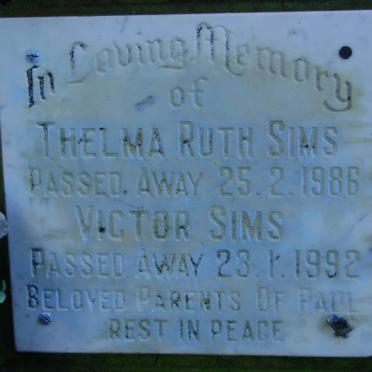 In Loving Memory
of
THELMA RUTH SIMS
PASSED AWAY 25.2.1986
VICTOR SIMS
PASSED AWAY 23.1.1992
BELOVED PARENTS OF PAUL
REST IN PEACE